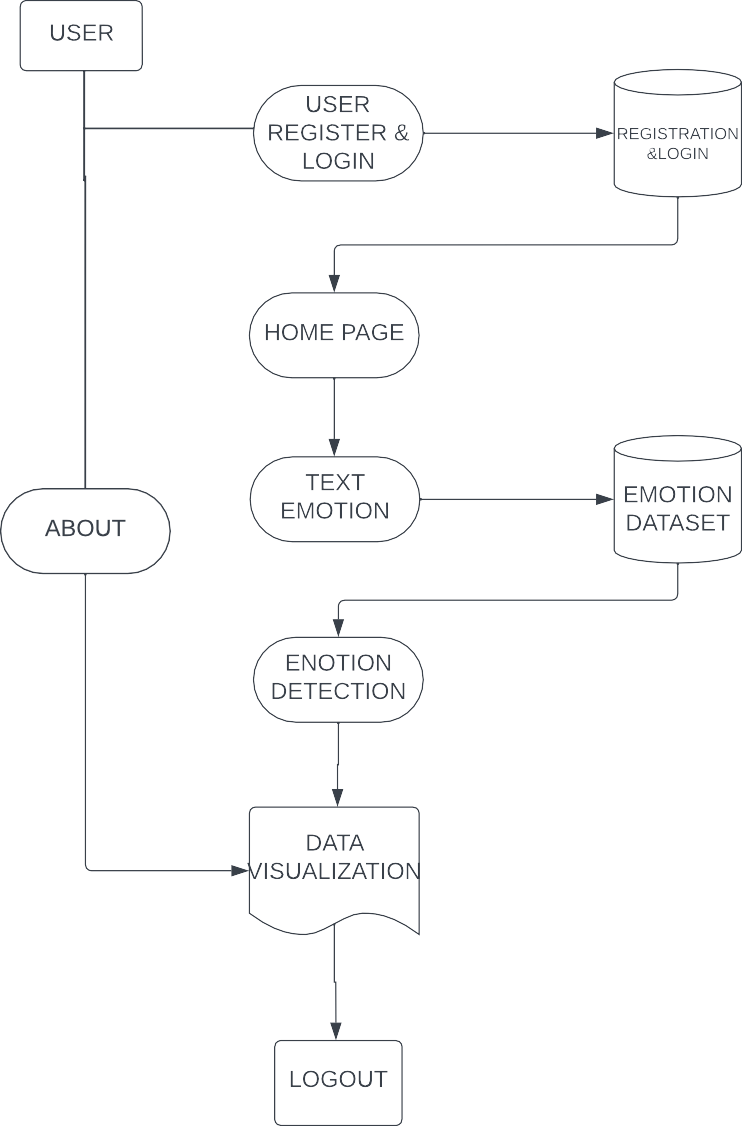 USER
USER
REGISTER &
LOGIN
REGISTRATION
&LOGIN
HOME PAGE
TEXT
EMOTION
EMOTION
DATASET
ABOUT
ENOTION
DETECTION
DATA
VISUALIZATION
LOGOUT